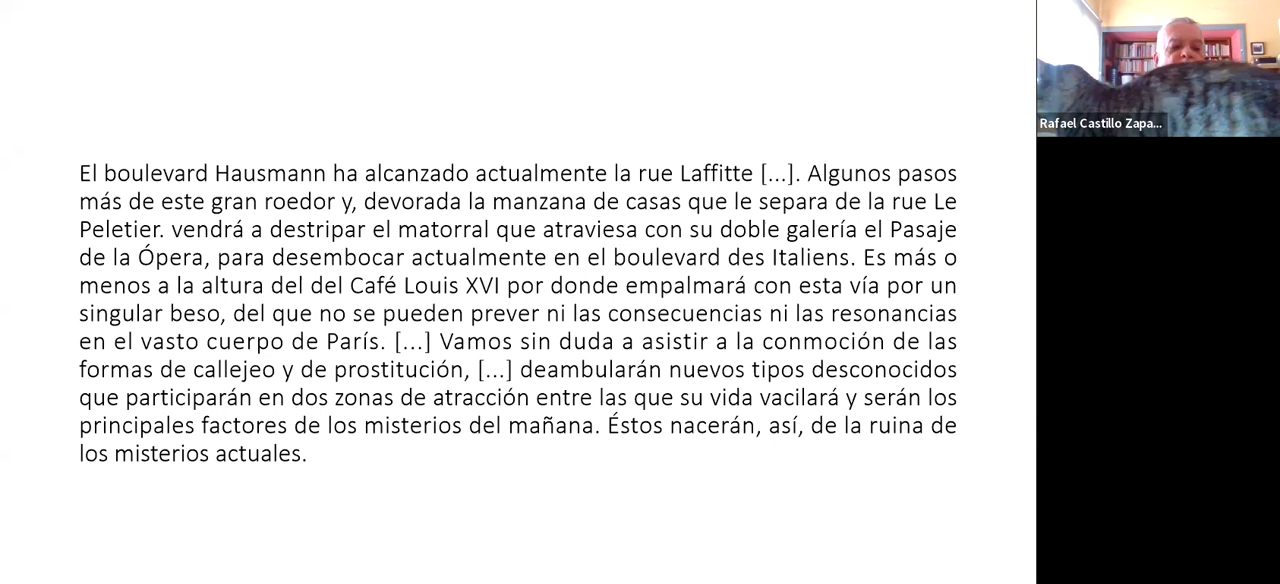 El boulevard Hausmann ha alcanzado actualmente la rue Laffitte [...]. Algunos pasos
más de este gran roedor y, devorada la manzana de casas que le separa de la rue Le
Peletier. vendrá a destripar el matorral que atraviesa con su doble galería el Pasaje
de la Ópera, para desembocar actualmente en el boulevard des Italiens. Es más o
menos a la altura del del Café Louis XVI por donde empalmará con esta vía por un
singular beso, del que no se pueden prever ni las consecuencias ni las resonancias
en el vasto cuerpo de París. [...] Vamos sin duda a asistir a la conmoción de las
formas de callejeo y de prostitución, [...] deambularán nuevos tipos desconocidos
que participarán en dos zonas de atracción entre las que su vida vacilará y serán los
principales factores de los misterios del mañana. Éstos nacerán, así, de la ruina de
los misterios actuales.
Rafael Castillo Zapa...